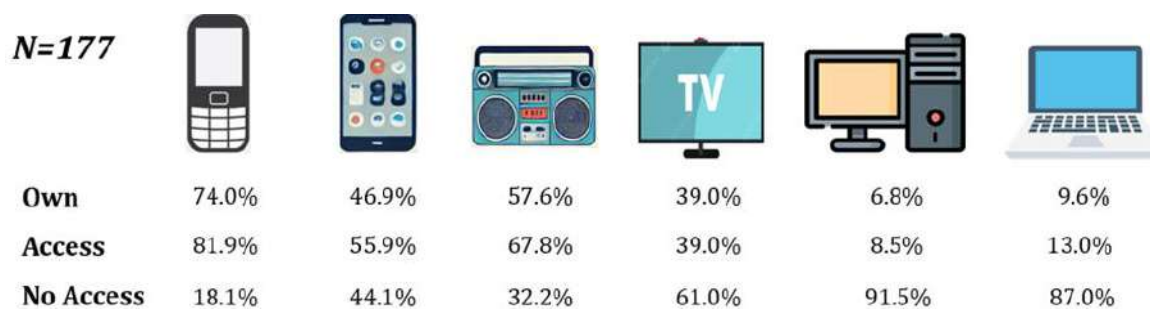 N=177
TV
Own 74.0% 46.9% 57.6% 39.0% 6.8% 9.6%
Access 81.9% 55.9% 67.8% 39.0% 8.5% 13.0%
No Access 18.1% 44.1% 32.2% 61.0% 91.5% 87.0%